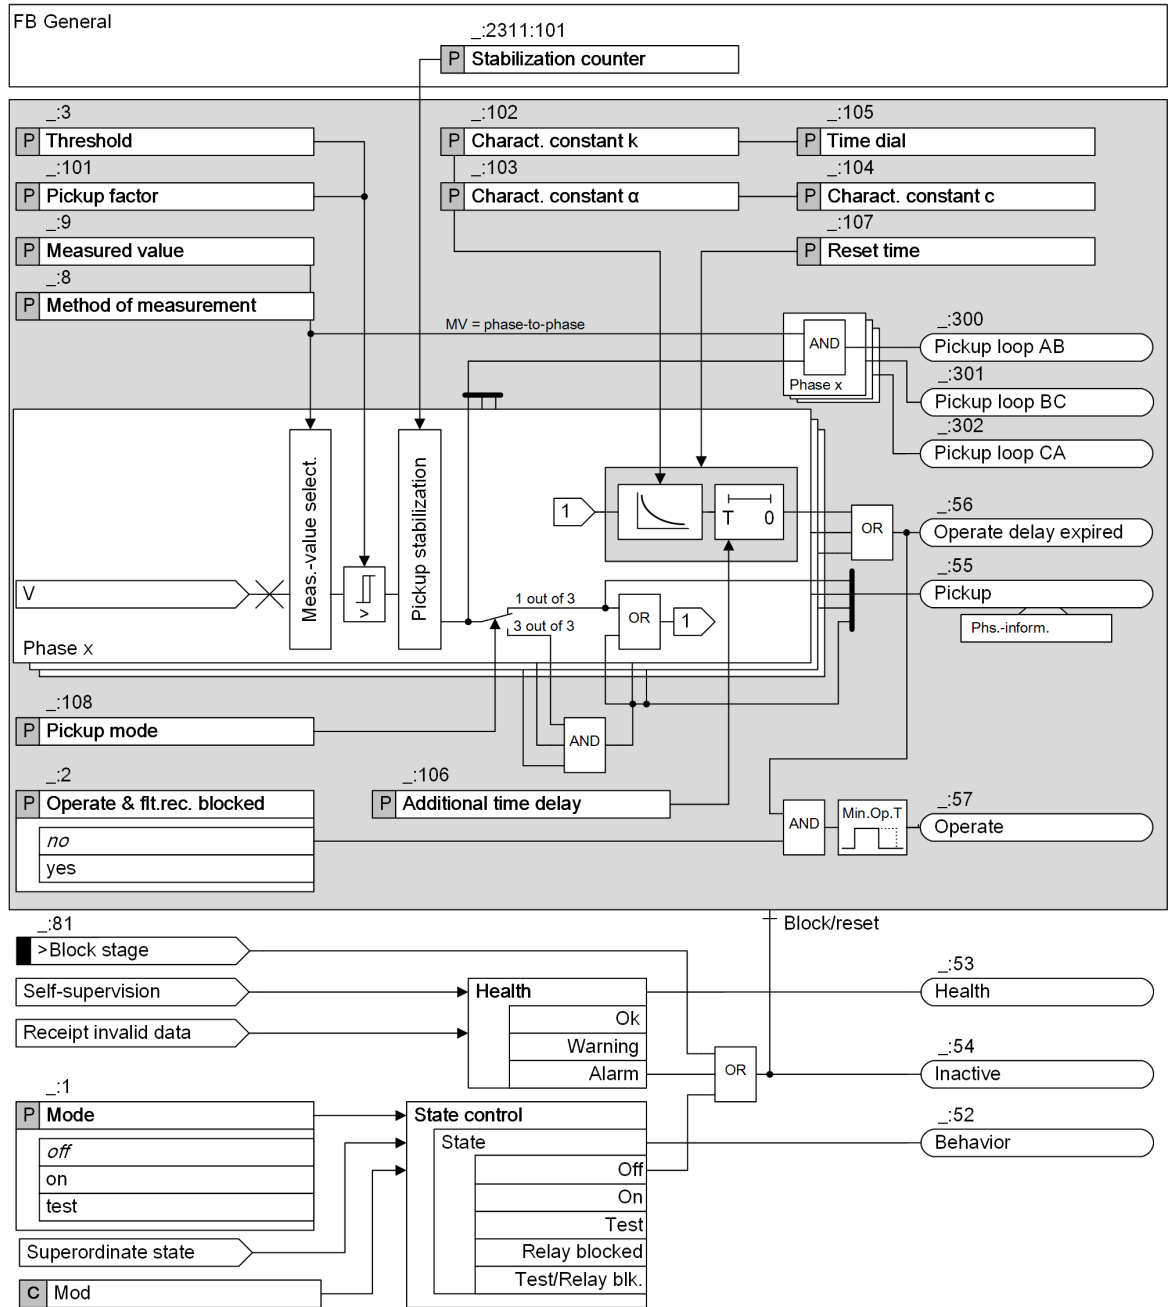 FB General
_:2311:101
P Stabilization counter
_:3
P Threshold
_:102
P Charact. constant k
_:105
P Time dial
_:101
P Pickup factor
_:103
P Charact. constant α
_:104
P Charact. constant c
_:9
P Measured value
_:107
P Reset time
_:8
P Method of measurement
MV = phase-to-phase
AND
Phase x
_:300
Pickup loop AB
_:301
Pickup loop BC
_:302
Pickup loop CA
Meas.-value select.
Pickup stabilization
1
T 0
OR
_:56
Operate delay expired
_:55
Pickup
Phs.-inform.
V
v
1 out of 3
3 out of 3
OR
1
Phase x
_:108
P Pickup mode
AND
_:2
P Operate & flt.rec. blocked
no
yes
_:106
P Additional time delay
AND
Min.Op.T
_:57
Operate
_:81
>Block stage
Block/reset
Self-supervision
Receipt invalid data
Health
Ok
Warning
Alarm
_:53
Health
OR
_:54
Inactive
_:1
P Mode
off
on
test
State control
State
Off
On
Test
Relay blocked
Test/Relay blk.
_:52
Behavior
Superordinate state
C Mod